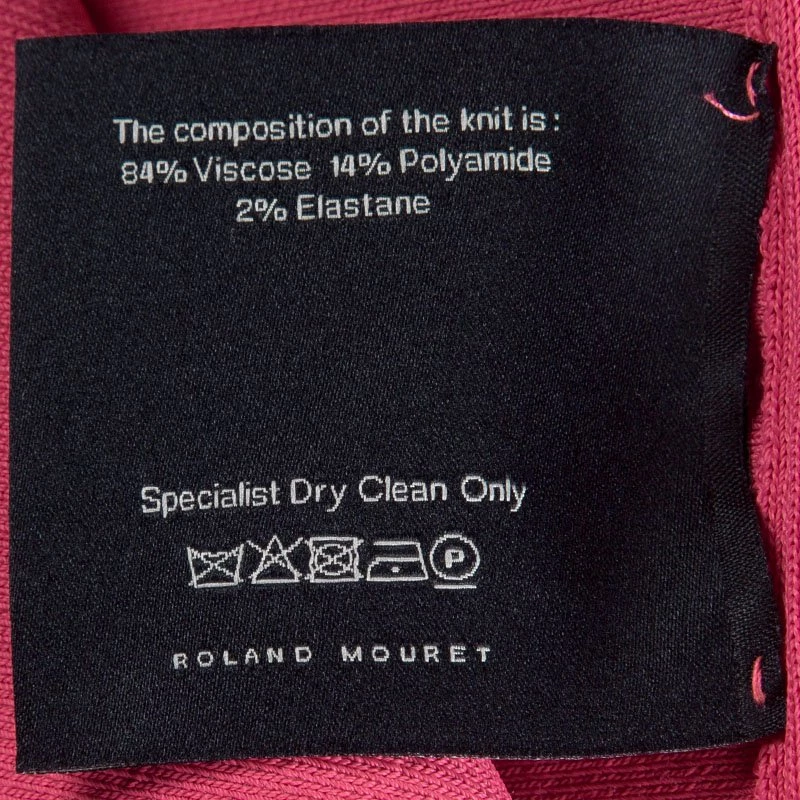 The composition of the knit is:
84% Viscose 14% Polyamide
2% Elastane
Specialist Dry Clean Only
P
ROLAND MOURET